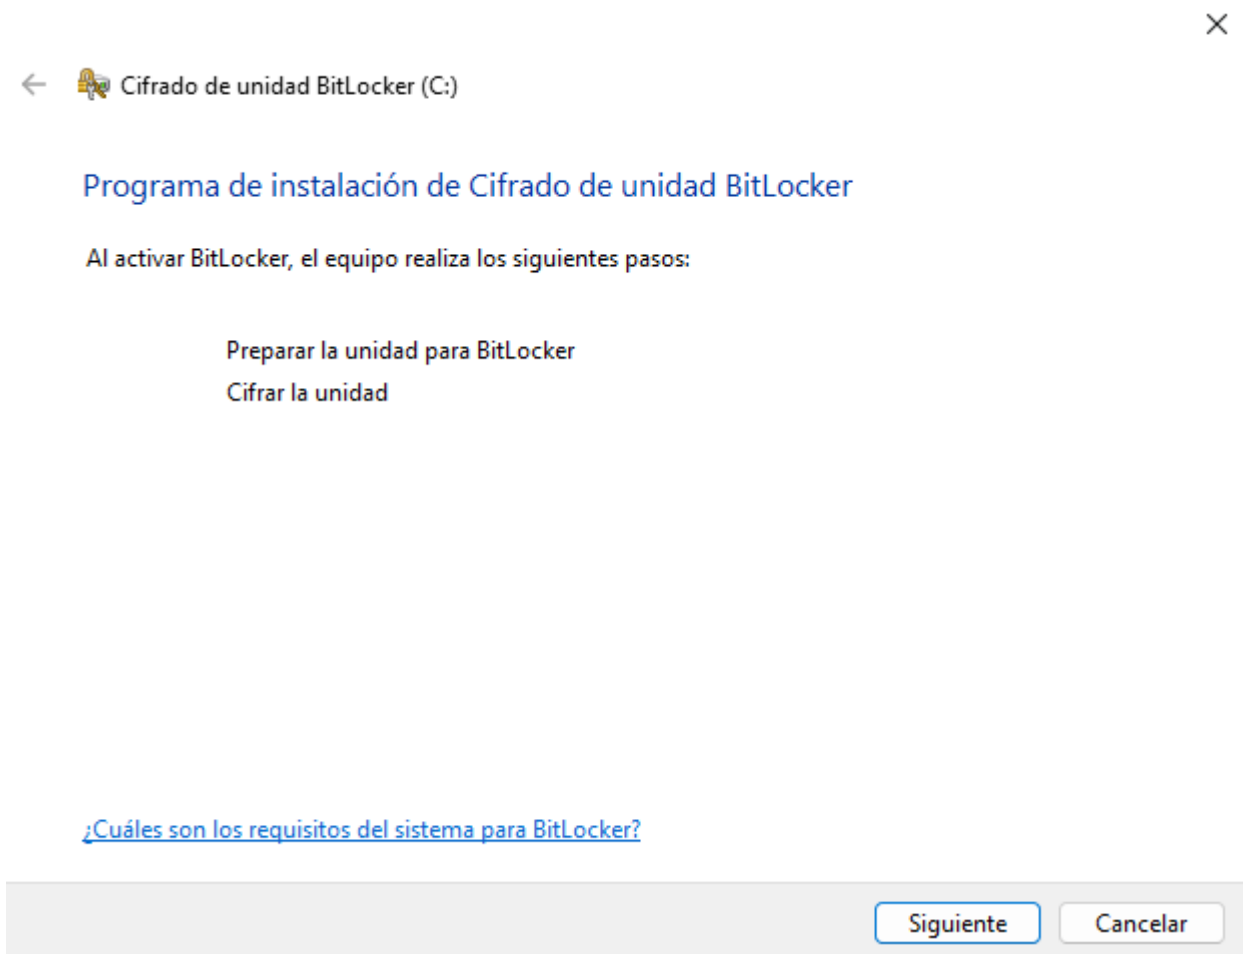 Cifrado de unidad BitLocker (C:)
Programa de instalación de Cifrado de unidad BitLocker
Al activar BitLocker, el equipo realiza los siguientes pasos:
Preparar la unidad para BitLocker
Cifrar la unidad
¿Cuáles son los requisitos del sistema para BitLocker?
Siguiente
Cancelar